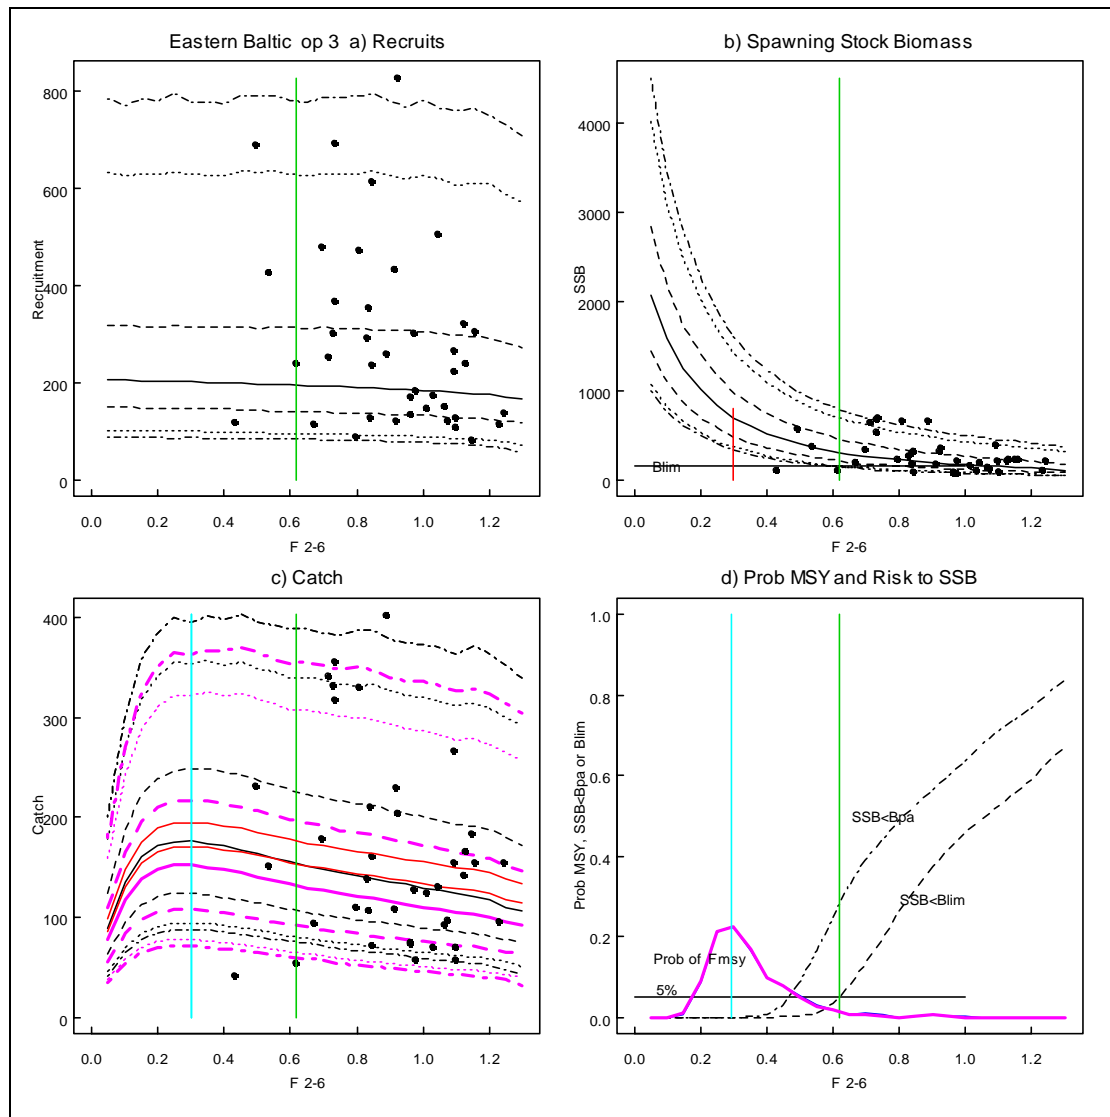 Eastern Baltic op 3 a) Recruits
800
600
400
200
0
Recruitment
0.0 0.2 0.4 0.6 0.8 1.0 1.2
F 2-6
b) Spawning Stock Biomass
4000
3000
2000
1000
0
SSB
Blim
0.0 0.2 0.4 0.6 0.8 1.0 1.2
F 2-6
c) Catch
400
300
200
100
0
Catch
0.0 0.2 0.4 0.6 0.8 1.0 1.2
F 2-6
d) Prob MSY and Risk to SSB
1.0
0.8
0.6
0.4
0.2
0.0
Prob MSY, SSB<Bpa or Blim
SSB<Bpa
SSB<Blim
Prob of Fmsy
5%
0.0 0.2 0.4 0.6 0.8 1.0 1.2
F 2-6